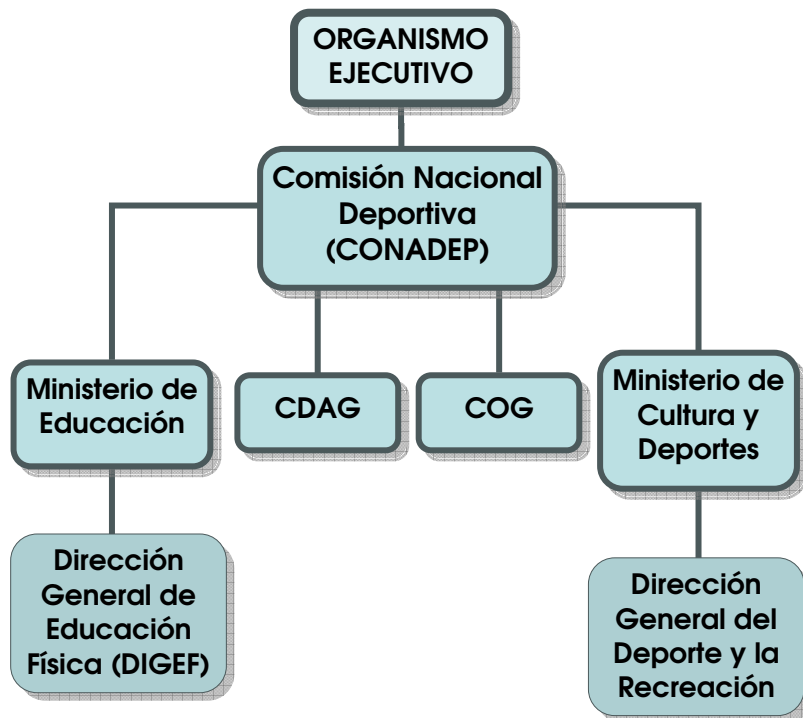 ORGANISMO
EJECUTIVO
Comisión Nacional
Deportiva
(CONADEP)
Ministerio de
Educación
CDAG
COG
Ministerio de
Cultura y
Deportes
Dirección
General de
Educación
Física (DIGEF)
Dirección
General del
Deporte y la
Recreación